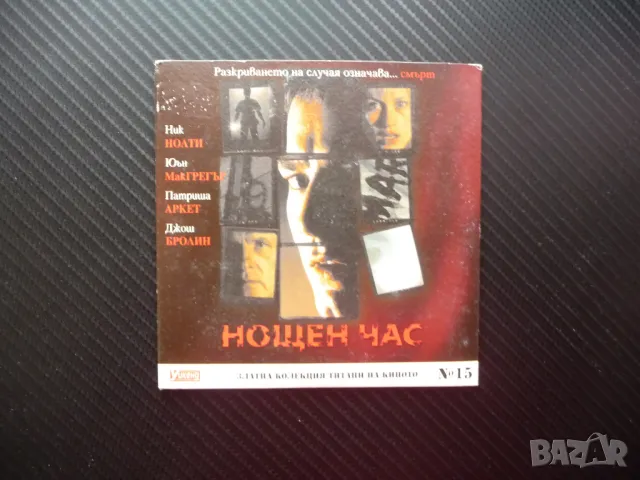 Разкриването на случая означава... смърт
Ник
НОЛТИ
Юън
МакГРЕГЪР
Патриша
АРКЕТ
Джош
БРОЛИН
НОЩЕН ЧАС
ЗЛАТНА КОЛЕКЦИЯ ТИТАНИ НА КИНОТО
№15
BAZAR
bazar.bg